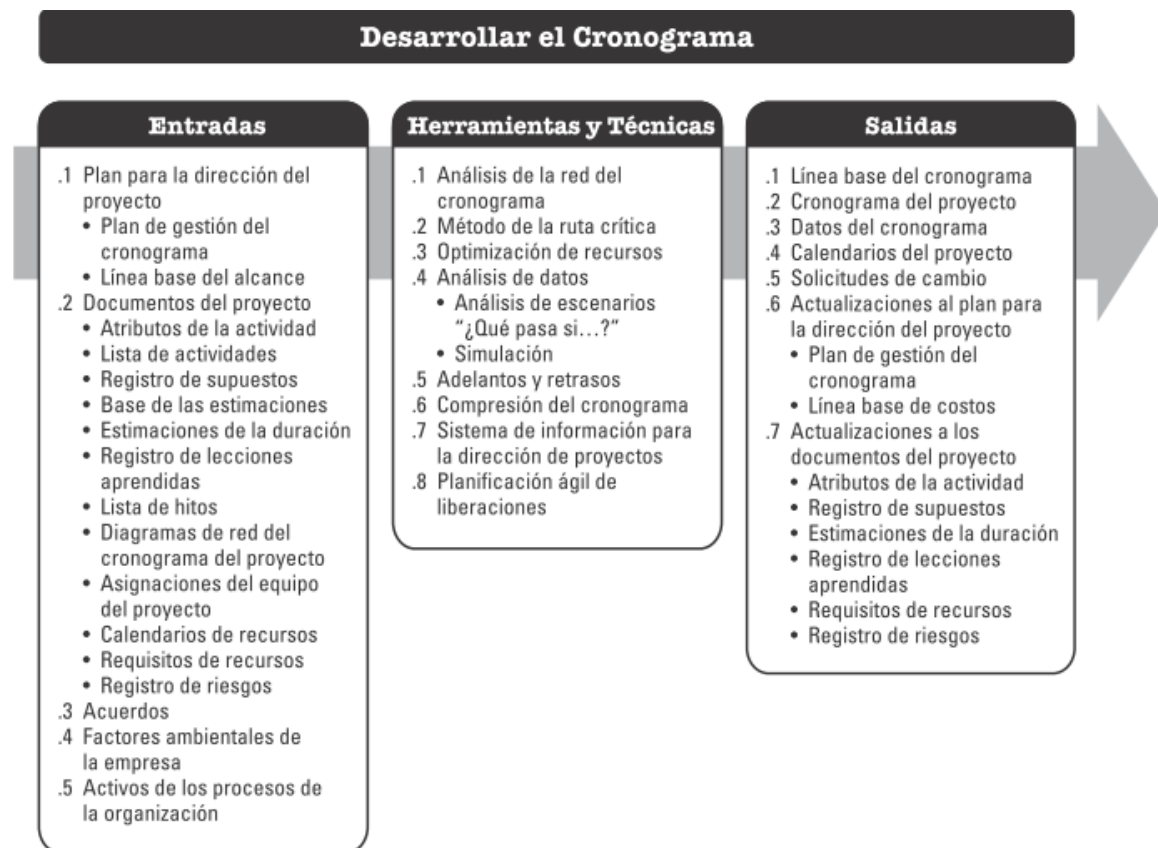 Desarrollar el Cronograma
Entradas
.1 Plan para la dirección del
proyecto
• Plan de gestión del
cronograma
• Línea base del alcance
.2 Documentos del proyecto
• Atributos de la actividad
• Lista de actividades
• Registro de supuestos
• Base de las estimaciones
• Estimaciones de la duración
• Registro de lecciones
aprendidas
• Lista de hitos
• Diagramas de red del
cronograma del proyecto
• Asignaciones del equipo
del proyecto
• Calendarios de recursos
• Requisitos de recursos
• Registro de riesgos
.3 Acuerdos
.4 Factores ambientales de
la empresa
.5 Activos de los procesos de
la organización
Herramientas y Técnicas
.1 Análisis de la red del
cronograma
.2 Método de la ruta crítica
.3 Optimización de recursos
.4 Análisis de datos
• Análisis de escenarios
“¿Qué pasa si…?”
• Simulación
.5 Adelantos y retrasos
.6 Compresión del cronograma
.7 Sistema de información para
la dirección de proyectos
.8 Planificación ágil de
liberaciones
Salidas
.1 Línea base del cronograma
.2 Cronograma del proyecto
.3 Datos del cronograma
.4 Calendarios del proyecto
.5 Solicitudes de cambio
.6 Actualizaciones al plan para
la dirección del proyecto
• Plan de gestión del
cronograma
• Línea base de costos
.7 Actualizaciones a los
documentos del proyecto
• Atributos de la actividad
• Registro de supuestos
• Estimaciones de la duración
• Registro de lecciones
aprendidas
• Requisitos de recursos
• Registro de riesgos